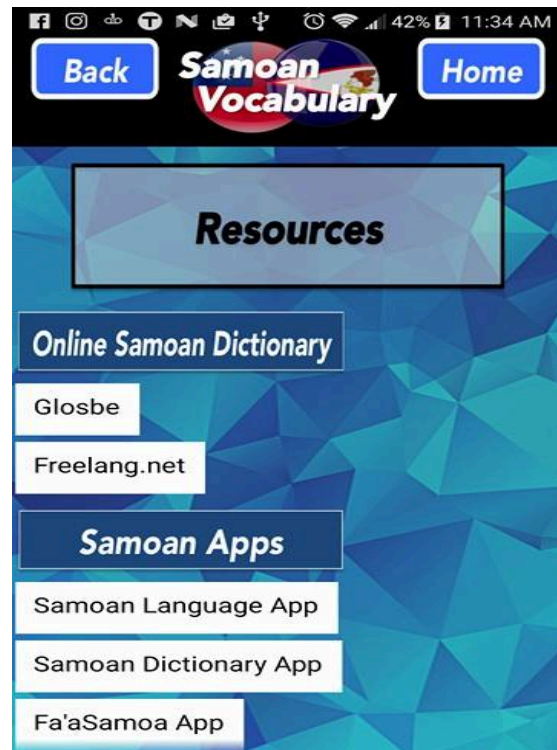 42% 11:34 AM
Back
Samoan
Vocabulary
Home
Resources
Online Samoan Dictionary
Glosbe
Freelang.net
Samoan Apps
Samoan Language App
Samoan Dictionary App
Fa'aSamoa App